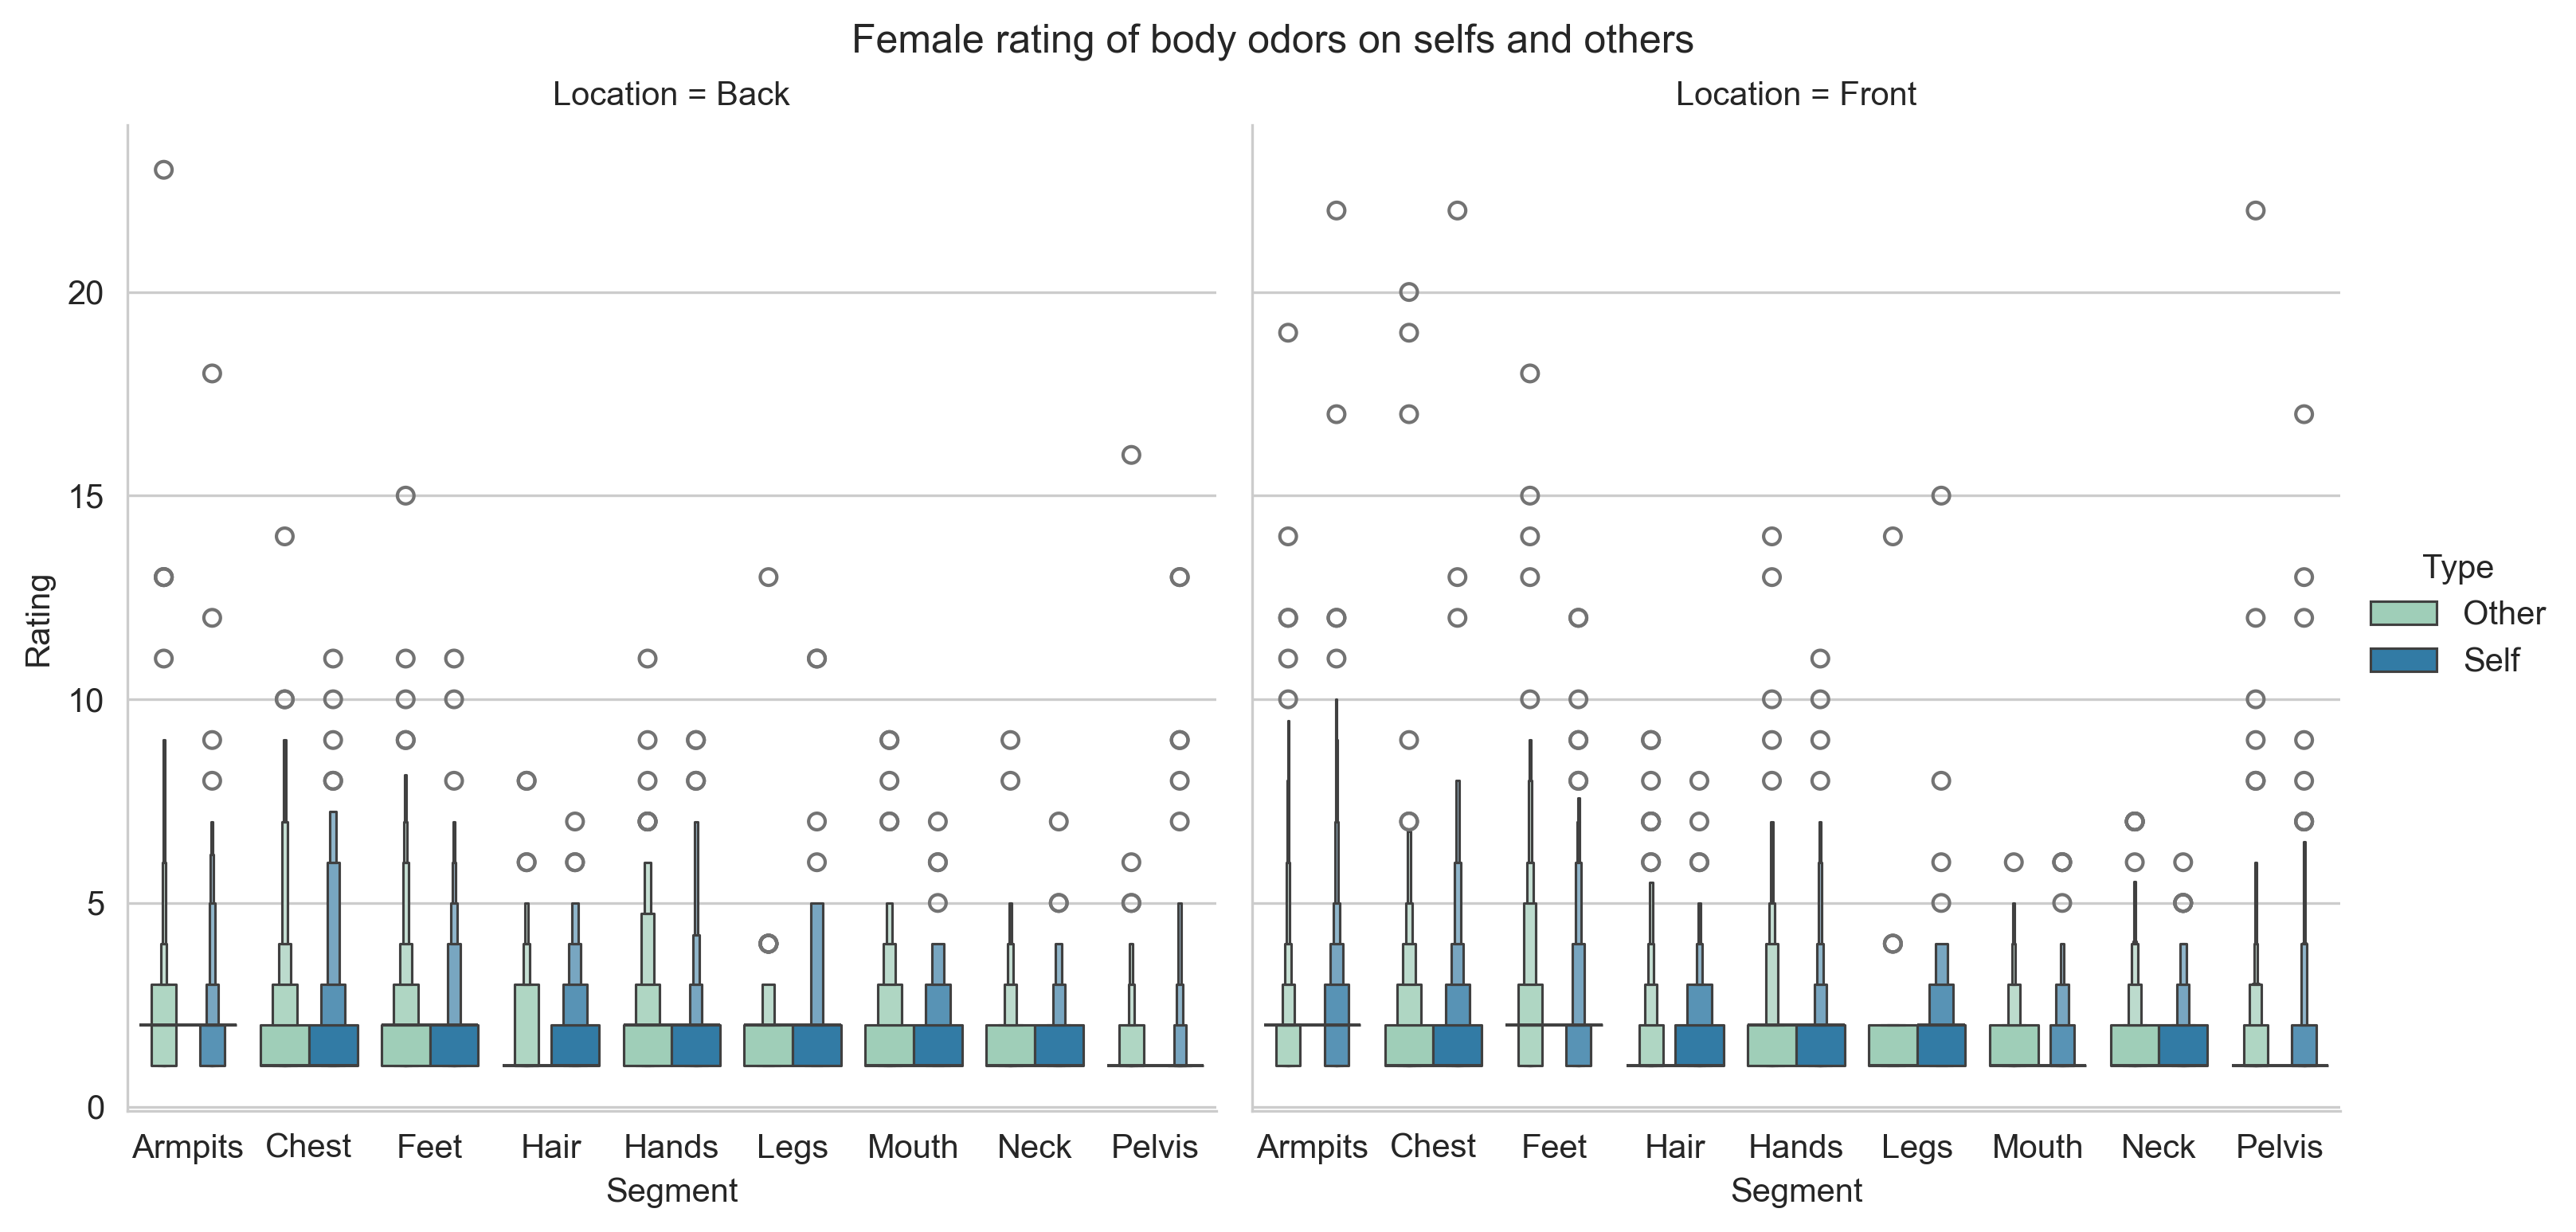 Female rating of body odors on selfs and others
Location = Back
Location = Front
20
15
10
5
0
Rating
Armpits Chest Feet Hair Hands Legs Mouth Neck Pelvis
Segment
Armpits Chest Feet Hair Hands Legs Mouth Neck Pelvis
Segment
Type
Other
Self